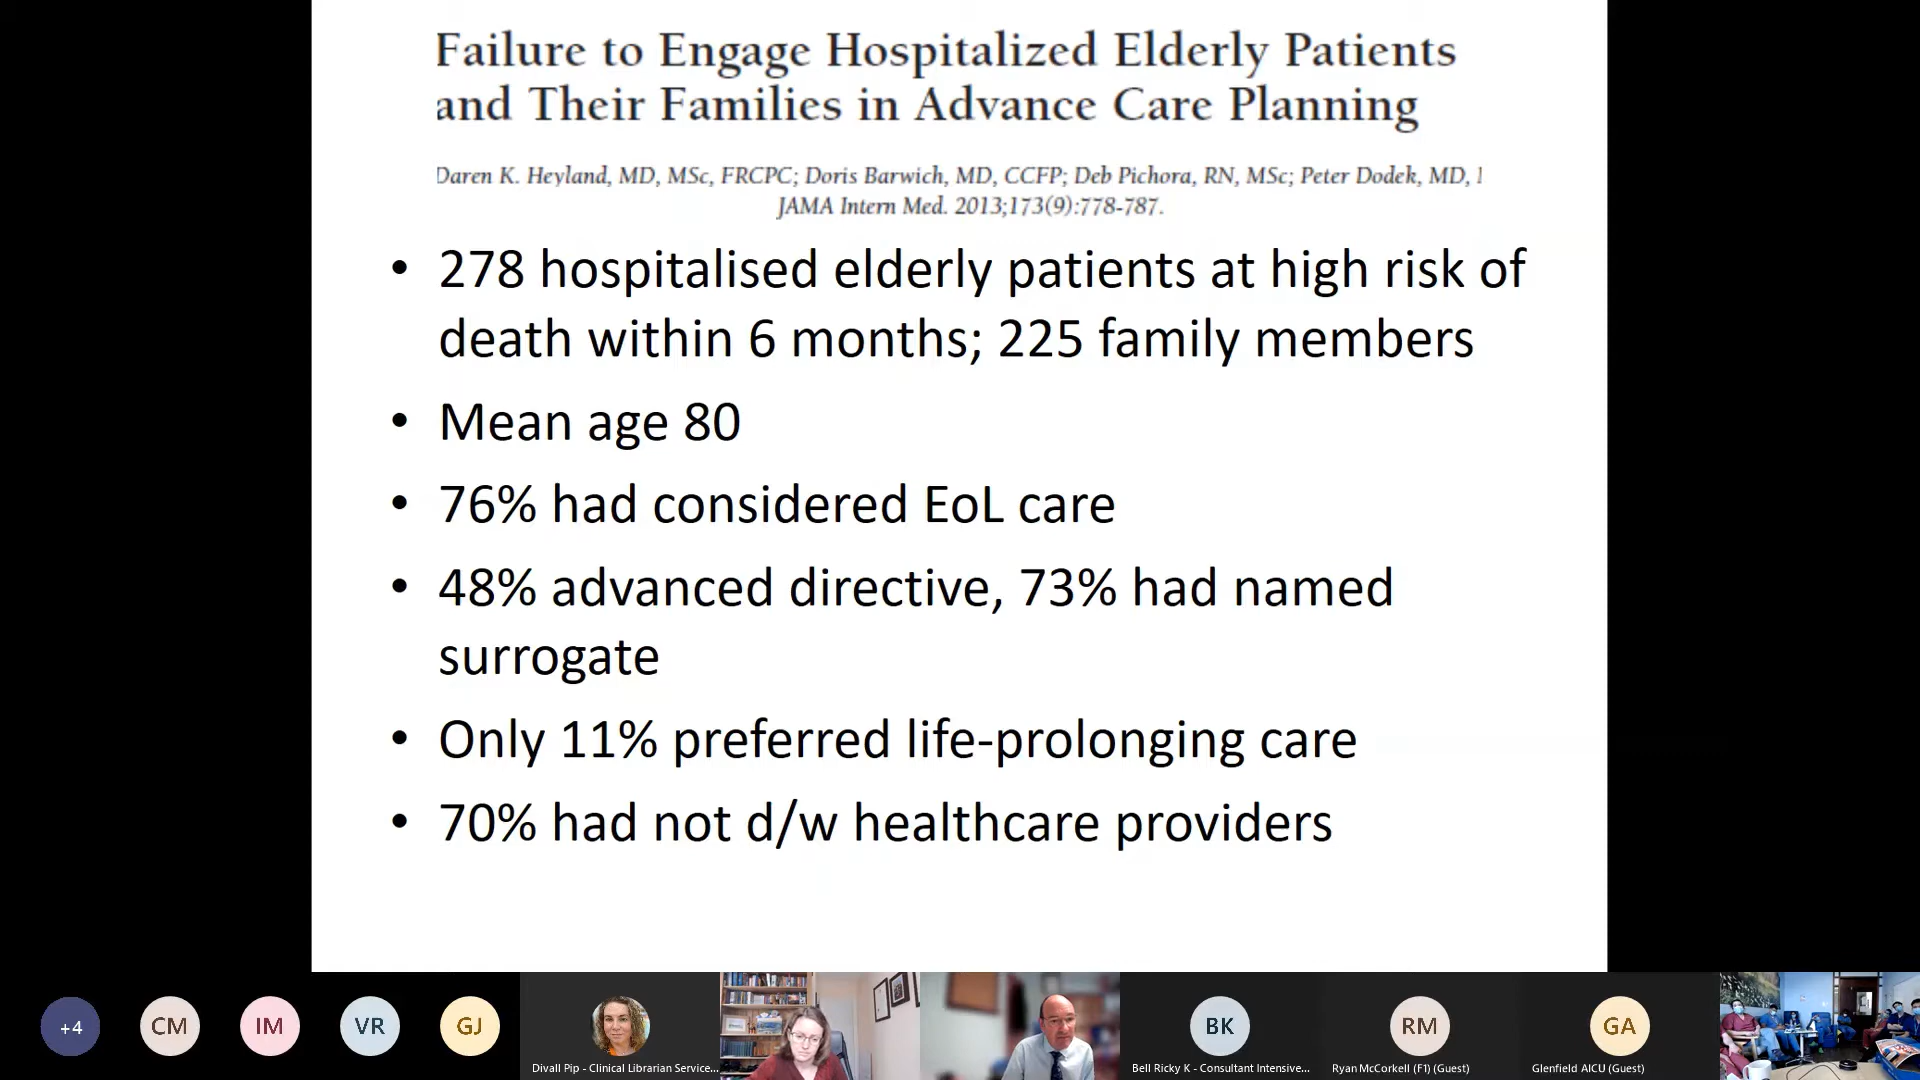 Failure to Engage Hospitalized Elderly Patients
and Their Families in Advance Care Planning
Daren K. Heyland, MD, MSc, FRCPC; Doris Barwich, MD, CCFP; Deb Pichora, RN, MSc; Peter Dodek, MD,
JAMA Intern Med. 2013;173(9):778-787.
• 278 hospitalised elderly patients at high risk of
death within 6 months; 225 family members
• Mean age 80
• 76% had considered EoL care
• 48% advanced directive, 73% had named
surrogate
• Only 11% preferred life-prolonging care
• 70% had not d/w healthcare providers
+4
CM
IM
VR
GJ
Divall Pip - Clinical Librarian Service...
BK
Bell Ricky K - Consultant Intensive...
RM
Ryan McCorkell (F1) (Guest)
GA
Glenfield AICU (Guest)